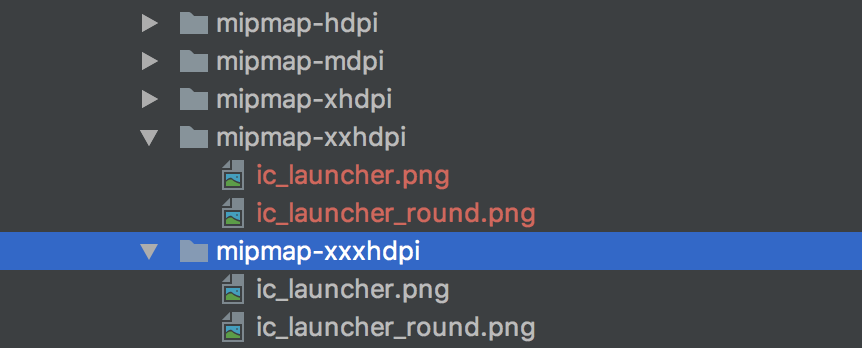 mipmap-hdpi
mipmap-mdpi
mipmap-xhdpi
mipmap-xxhdpi
ic_launcher.png
ic_launcher_round.png
mipmap-xxxhdpi
ic_launcher.png
ic_launcher_round.png